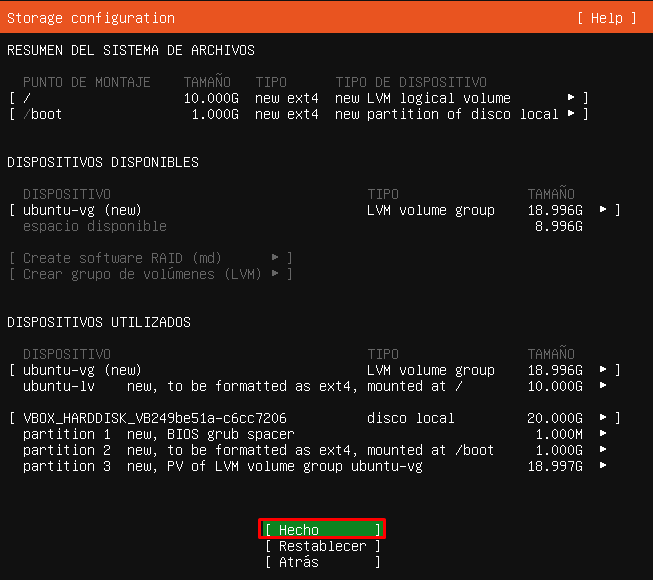 Storage configuration [ Help ]
RESUMEN DEL SISTEMA DE ARCHIVOS
PUNTO DE MONTAJE TAMAÑO TIPO TIPO DE DISPOSITIVO
[ / 10.000G new ext4 new LVM logical volume ▸ ]
[ /boot 1.000G new ext4 new partition of disco local ▸ ]
DISPOSITIVOS DISPONIBLES
DISPOSITIVO TIPO TAMAÑO
[ ubuntu-vg (new) LVM volume group 18.996G ▸ ]
espacio disponible 8.996G
[ Create software RAID (md) ▸ ]
[ Crear grupo de volúmenes (LVM) ▸ ]
DISPOSITIVOS UTILIZADOS
DISPOSITIVO TIPO TAMAÑO
[ ubuntu-vg (new) LVM volume group 18.996G ▸ ]
ubuntu-lv new, to be formatted as ext4, mounted at / 10.000G ▸
[ VBOX_HARDDISK_VB249be51a-c6cc7206 disco local 20.000G ▸ ]
partition 1 new, BIOS grub spacer 1.000M ▸
partition 2 new, to be formatted as ext4, mounted at /boot 1.000G ▸
partition 3 new, PV of LVM volume group ubuntu-vg 18.997G ▸
[ Hecho ]
[ Restablecer ]
[ Atrás ]